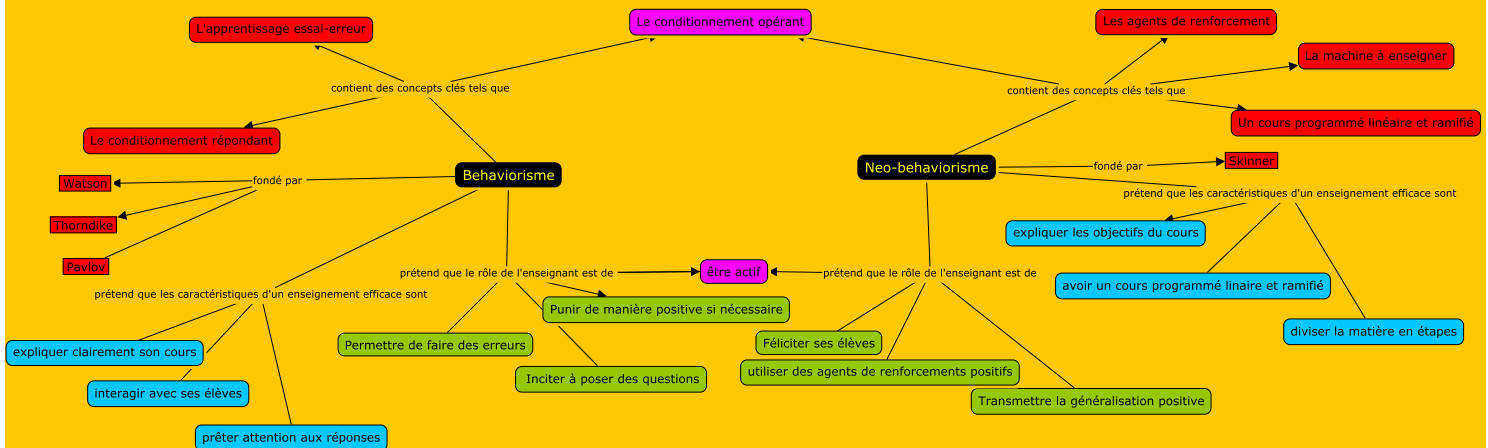 Le conditionnement opérant
Les agents de renforcement
L'apprentissage essai-erreur
La machine à enseigner
contient des concepts clés tels que
contient des concepts clés tels que
Un cours programmé linéaire et ramifié
Le conditionnement répondant
Skinner
fondé par
Neo-behaviorisme
Behaviorisme
fondé par
Watson
prétend que les caractéristiques d'un enseignement efficace sont
Thorndike
expliquer les objectifs du cours
Pavlov
prétend que le rôle de l'enseignant est de
être actif
prétend que le rôle de l'enseignant est de
avoir un cours programmé linaire et ramifié
prétend que les caractéristiques d'un enseignement efficace sont
Punir de manière positive si nécessaire
diviser la matière en étapes
Permettre de faire des erreurs
Féliciter ses élèves
expliquer clairement son cours
utiliser des agents de renforcements positifs
Inciter à poser des questions
interagir avec ses élèves
Transmettre la généralisation positive
prêter attention aux réponses